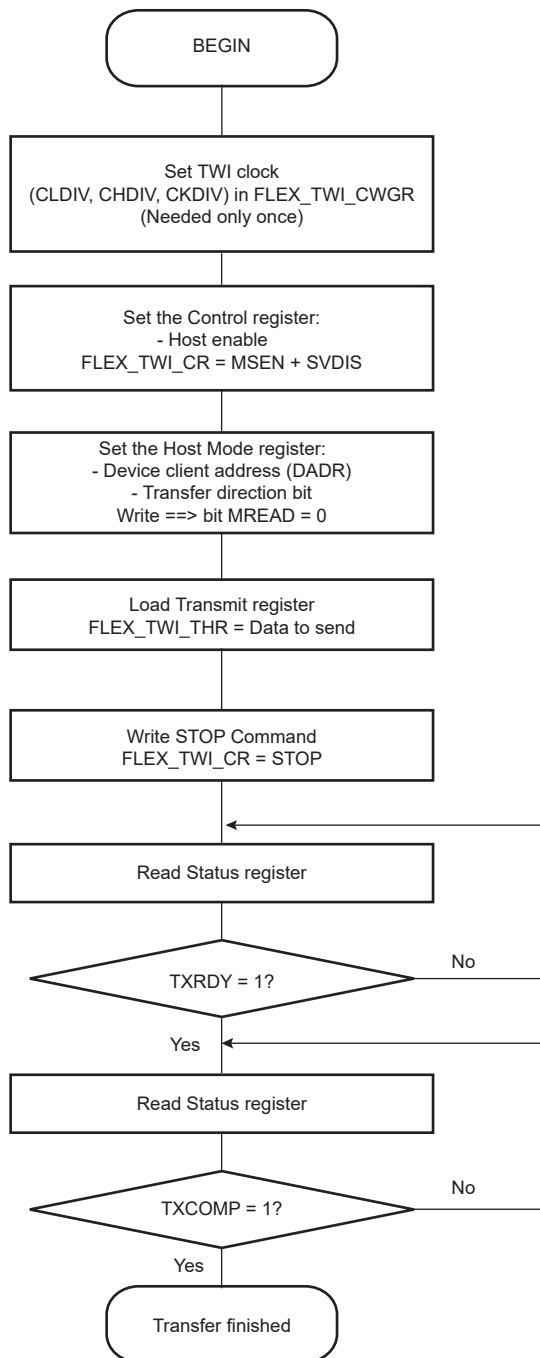 BEGIN
Set TWI clock
(CLDIV, CHDIV, CKDIV) in FLEX_TWI_CWGR
(Needed only once)
Set the Control register:
- Host enable
FLEX_TWI_CR = MSEN + SVDIS
Set the Host Mode register:
- Device client address (DADR)
- Transfer direction bit
Write ==> bit MREAD = 0
Load Transmit register
FLEX_TWI_THR = Data to send
Write STOP Command
FLEX_TWI_CR = STOP
Read Status register
TXRDY = 1?
No
Yes
Read Status register
TXCOMP = 1?
No
Yes
Transfer finished